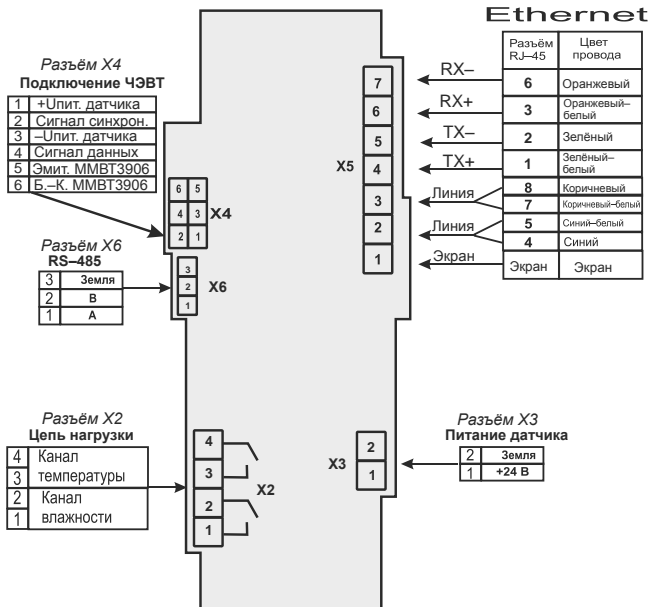 Ethernet
Разъём RJ–45
Цвет провода
6 Оранжевый
3 Оранжевый–белый
2 Зелёный
1 Зелёный–белый
8 Коричневый
7 Коричневый–белый
5 Синий–белый
4 Синий
Экран Экран
RX–
RX+
TX–
TX+
Линия
Линия
Экран
X5
7
6
5
4
3
2
1
Разъём X4
Подключение ЧЭВТ
1 +Uпит. датчика
2 Сигнал синхрон.
3 –Uпит. датчика
4 Сигнал данных
5 Эмит. MMBT3906
6 Б.–К. MMBT3906
6 5
4 3
2 1
X4
Разъём X6
RS–485
3 Земля
2 B
1 A
3
2
1
X6
Разъём X2
Цепь нагрузки
4 Канал
3 температуры
2 Канал
1 влажности
4
3
2
1
X2
Разъём X3
Питание датчика
2 Земля
1 +24 В
X3
2
1